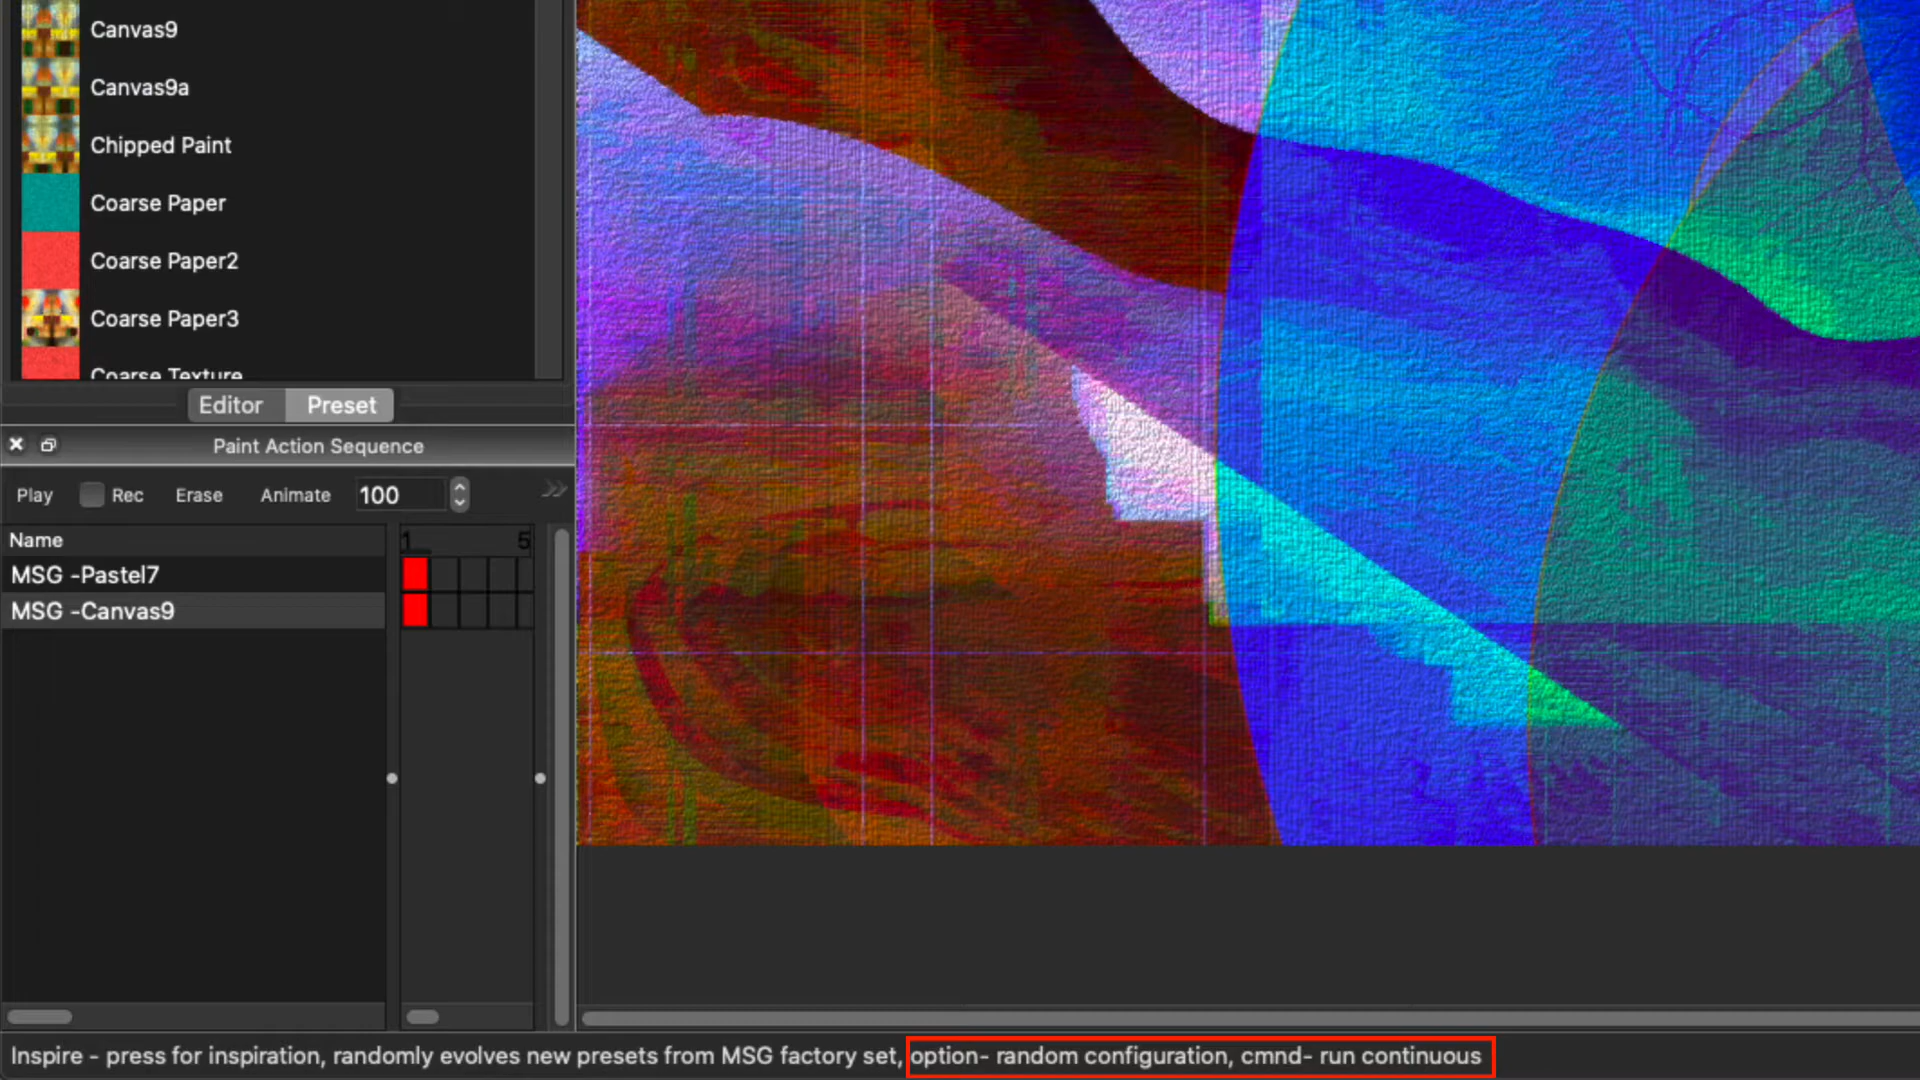 Canvas9
Canvas9a
Chipped Paint
Coarse Paper
Coarse Paper2
Coarse Paper3
Coarse Texture
Editor Preset
Paint Action Sequence
Play Rec Erase Animate 100
Name 1 5
MSG -Pastel7
MSG -Canvas9
Inspire - press for inspiration, randomly evolves new presets from MSG factory set, option- random configuration, cmnd- run continuous